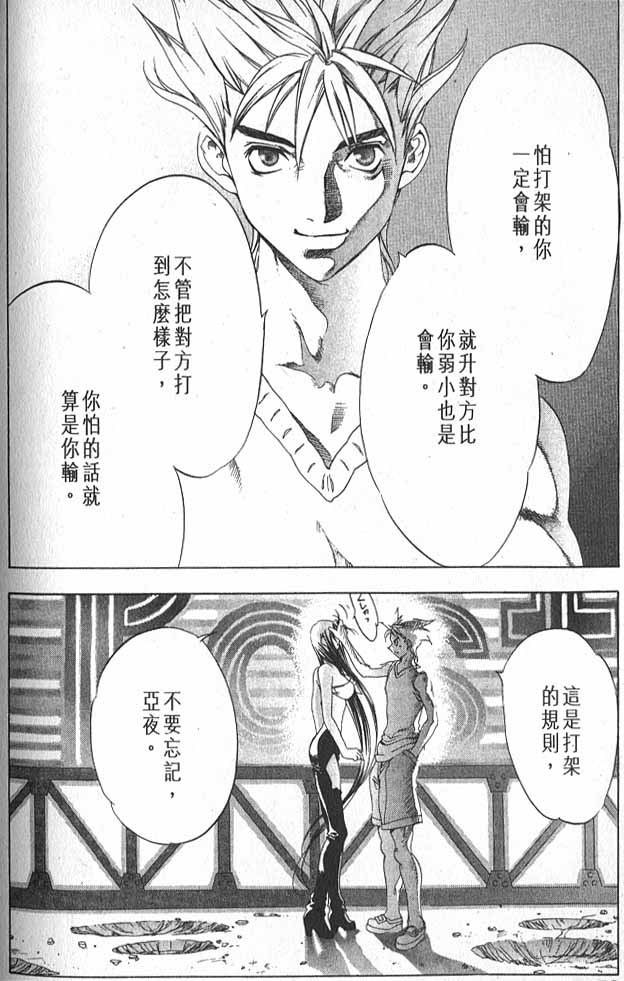 怕打架的你
一定會輸，
就升對方比
你弱小也是
會輸。
不管把對方打
到怎麼樣子，
你怕的話就
算是你輸。
這是打架
的規則，
不要忘記，
亞夜。